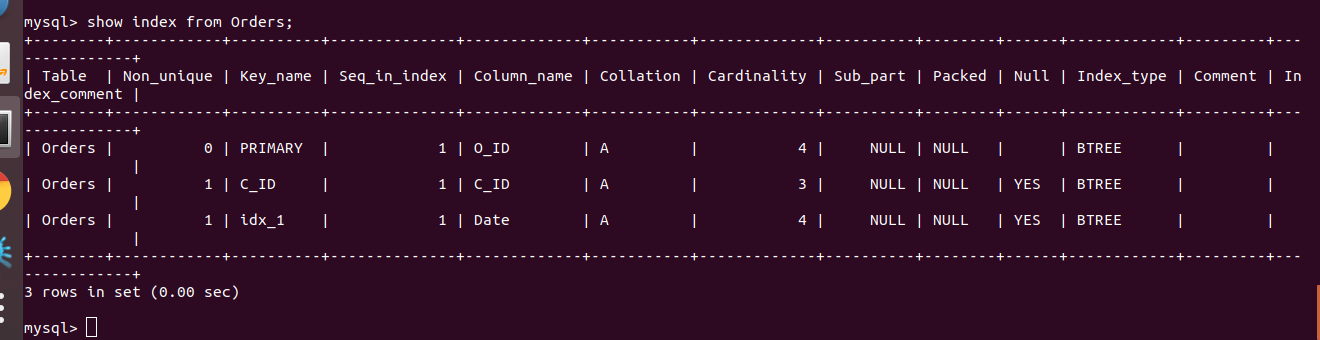 mysql> show index from Orders;
+--------+------------+----------+--------------+-------------+-----------+-------------+----------+--------+------+------------+---------+---
------------+
| Table  | Non_unique | Key_name | Seq_in_index | Column_name | Collation | Cardinality | Sub_part | Packed | Null | Index_type | Comment | In
dex_comment |
+--------+------------+----------+--------------+-------------+-----------+-------------+----------+--------+------+------------+---------+---
------------+
| Orders |          0 | PRIMARY  |            1 | O_ID        | A         |           4 |     NULL | NULL   |      | BTREE      |         |
            |
| Orders |          1 | C_ID     |            1 | C_ID        | A         |           3 |     NULL | NULL   | YES  | BTREE      |         |
            |
| Orders |          1 | idx_1    |            1 | Date        | A         |           4 |     NULL | NULL   | YES  | BTREE      |         |
            |
+--------+------------+----------+--------------+-------------+-----------+-------------+----------+--------+------+------------+---------+---
------------+
3 rows in set (0.00 sec)
mysql>